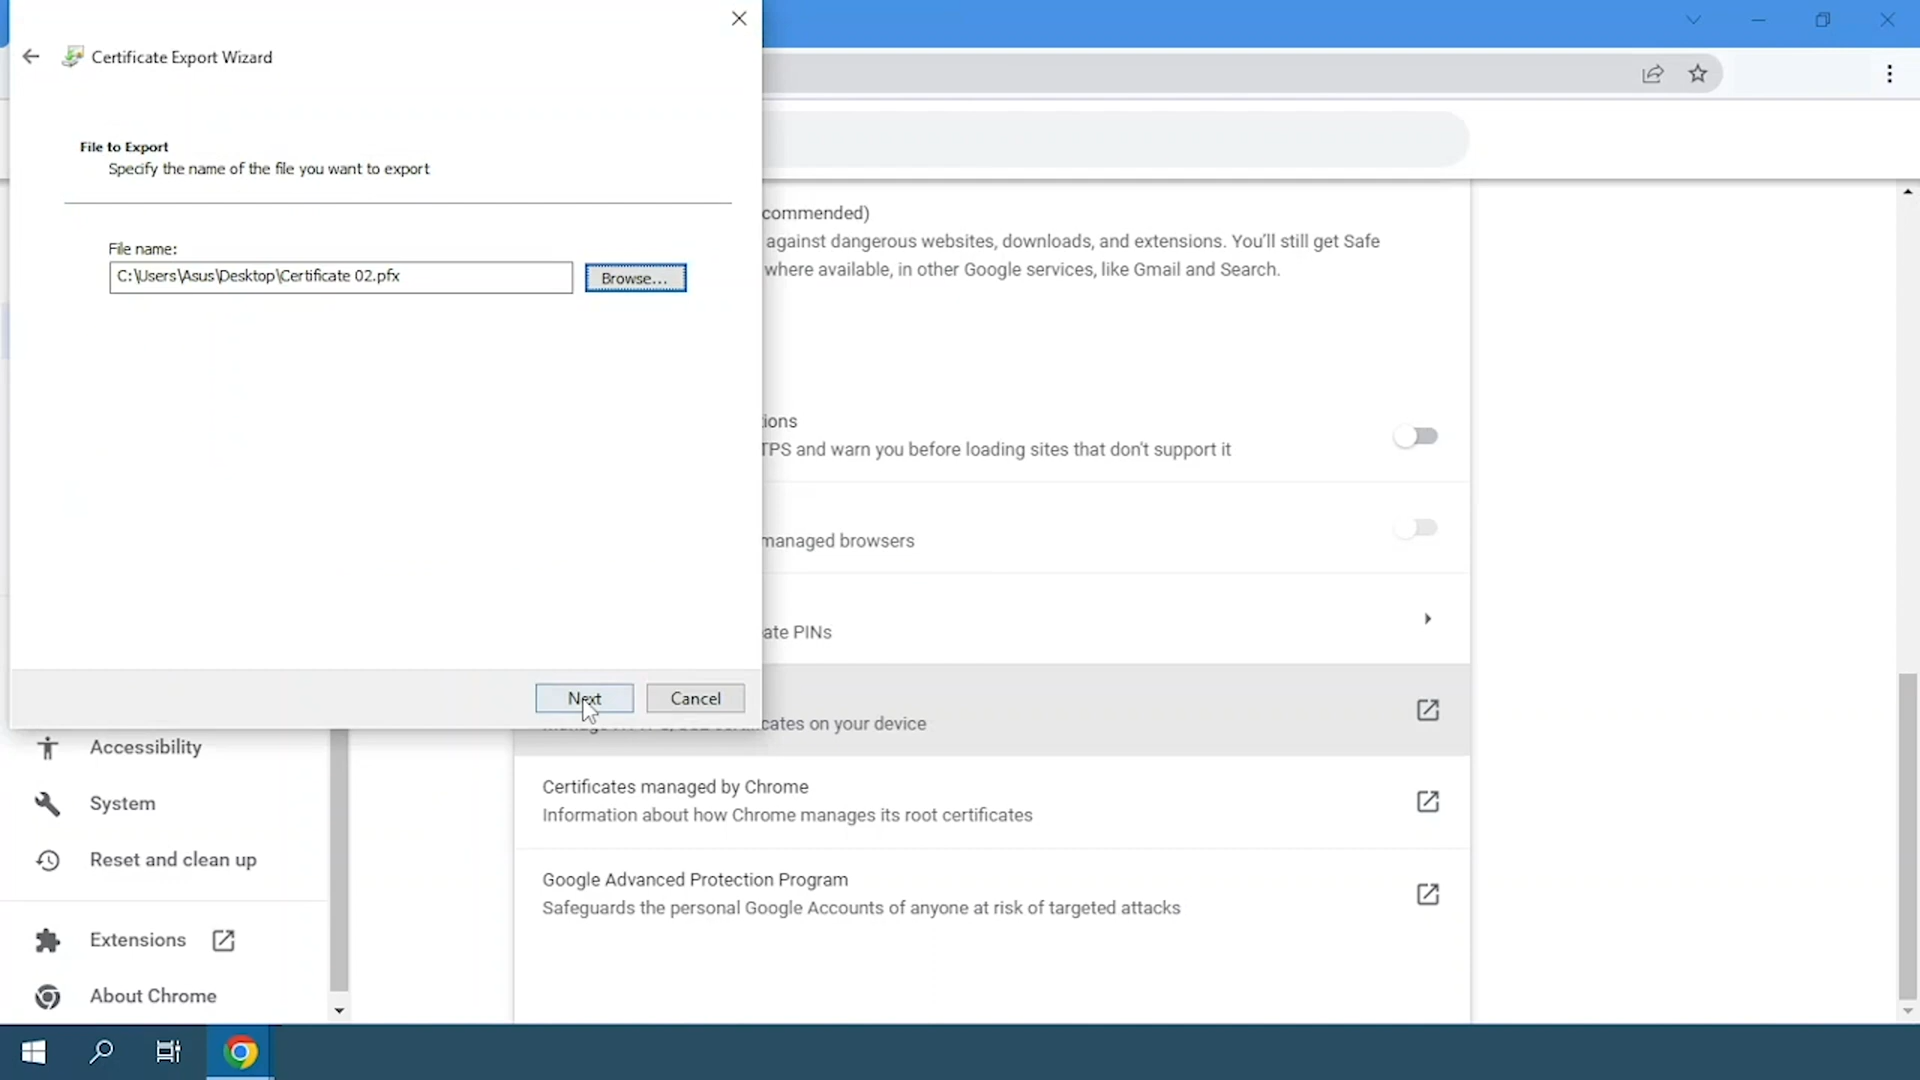 Certificate Export Wizard
File to Export
Specify the name of the file you want to export
File name:
C:\Users\Asus\Desktop\Certificate 02.pfx
Browse...
Next
Cancel
commended)
against dangerous websites, downloads, and extensions. You'll still get Safe
where available, in other Google services, like Gmail and Search.
tions
TPS and warn you before loading sites that don't support it
managed browsers
ate PINs
cates on your device
Certificates managed by Chrome
Information about how Chrome manages its root certificates
Google Advanced Protection Program
Safeguards the personal Google Accounts of anyone at risk of targeted attacks
Accessibility
System
Reset and clean up
Extensions
About Chrome